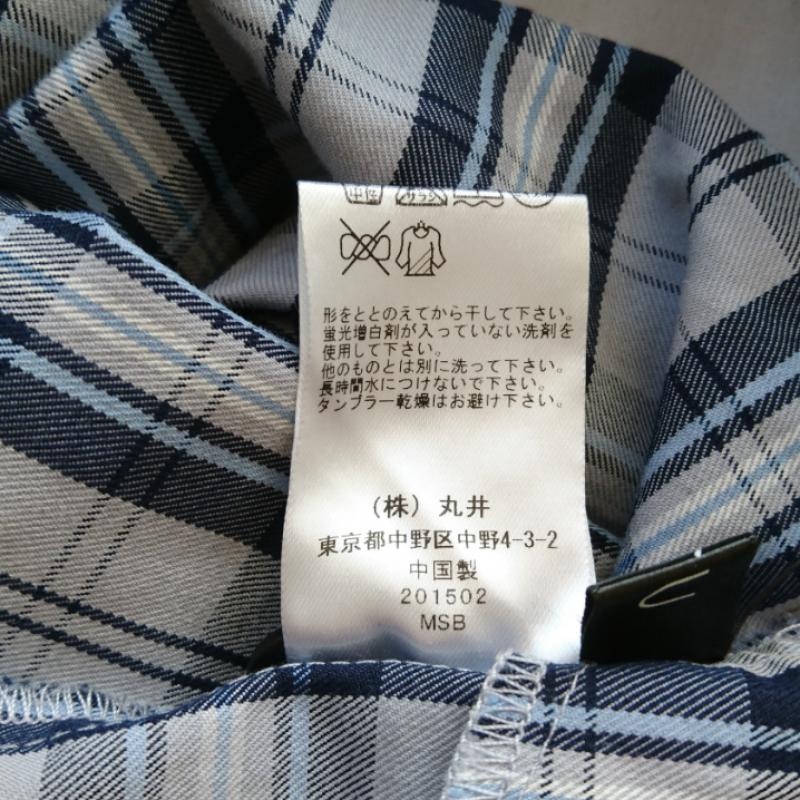 中性 サラシ
形をととのえてから干して下さい。
蛍光増白剤が入っていない洗剤を
使用して下さい。
他のものとは別に洗って下さい。
長時間水につけないで下さい。
タンブラー乾燥はお避け下さい。
(株) 丸井
東京都中野区中野4-3-2
中国製
201502
MSB